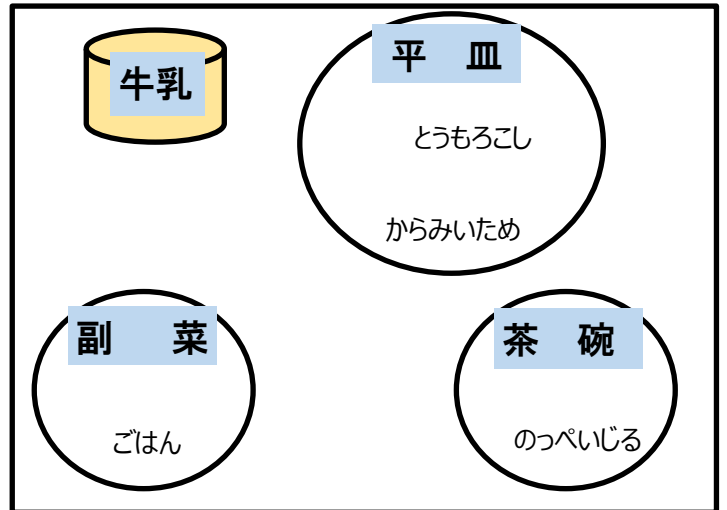 牛乳
平 皿
とうもろこし
からみいため
副 菜
ごはん
茶 碗
のっぺいじる